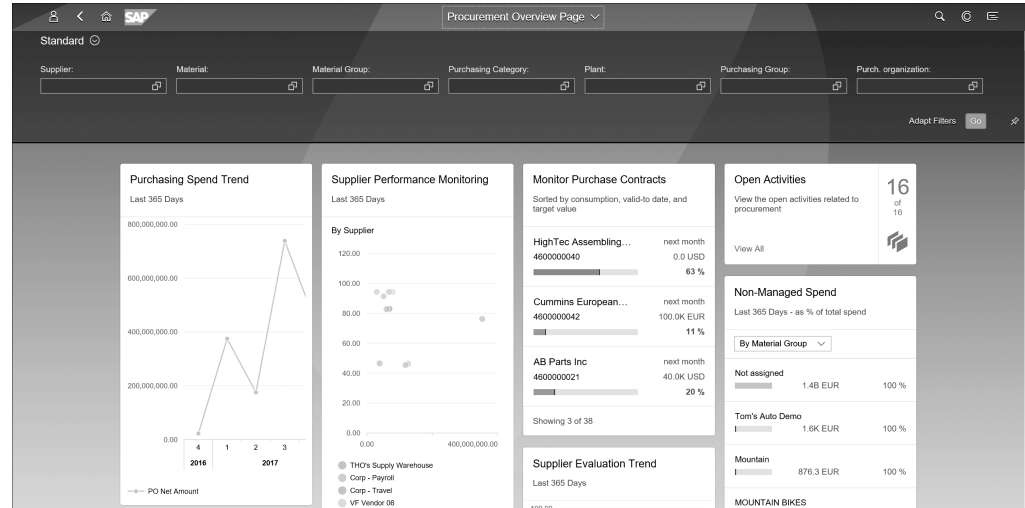 SAP
Procurement Overview Page
Standard
Supplier:
Material:
Material Group:
Purchasing Category:
Plant:
Purchasing Group:
Purch. organization:
Adapt Filters
Go
Purchasing Spend Trend
Last 365 Days
800,000,000.00
600,000,000.00
400,000,000.00
200,000,000.00
0.00
4 1 2 3
2016 2017
PO Net Amount
Supplier Performance Monitoring
Last 365 Days
By Supplier
120.00
100.00
80.00
60.00
40.00
20.00
0.00
0.00 400,000,000.00
THO's Supply Warehouse
Corp - Payroll
Corp - Travel
VF Vendor 06
Monitor Purchase Contracts
Sorted by consumption, valid-to date, and
target value
HighTec Assembling... next month
4600000040 0.0 USD
63 %
Cummins European... next month
4600000042 100.0K EUR
11 %
AB Parts Inc next month
4600000021 40.0K USD
20 %
Showing 3 of 38
Supplier Evaluation Trend
Last 365 Days
100.00
Open Activities
View the open activities related to
procurement
View All
16
of
16
Non-Managed Spend
Last 365 Days - as % of total spend
By Material Group
Not assigned
1.4B EUR 100 %
Tom's Auto Demo
1.6K EUR 100 %
Mountain
876.3 EUR 100 %
MOUNTAIN BIKES